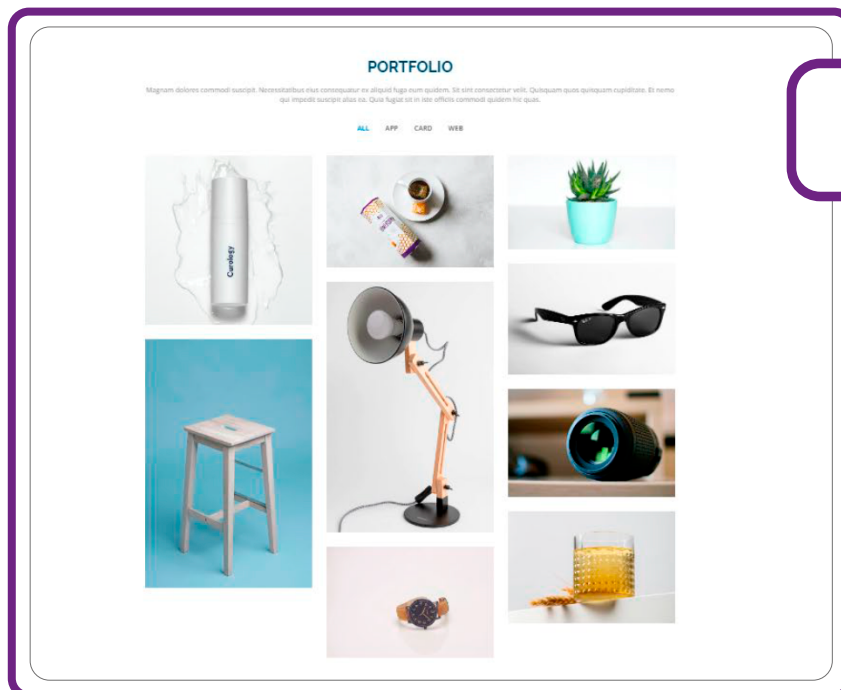 PORTFOLIO
Magnam dolores commodi suscipit. Necessitatibus eius consequatur ex aliquid fuga eum quidem. Sit sint consectetur velit. Quisquam quos quisquam cupiditate. Et nemo
qui impedit suscipit alias ea. Quia fugiat sit in iste officiis commodi quidem hic quas.
ALL APP CARD WEB
Curology